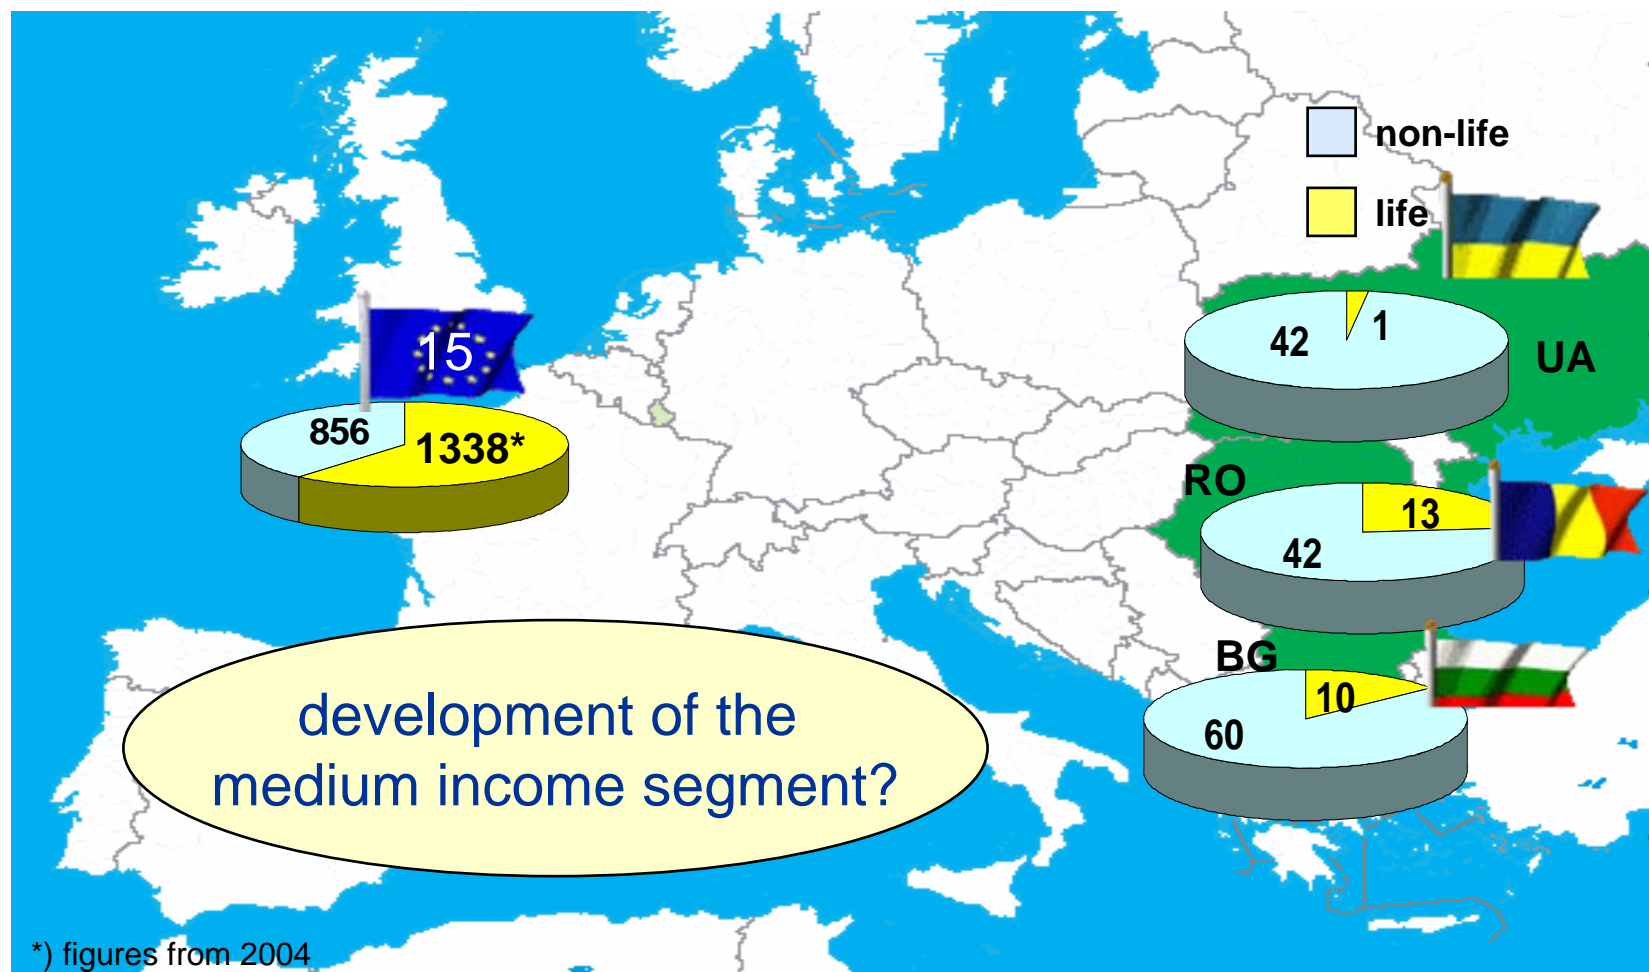 non-life
life
42
1
UA
15
856
1338*
RO
13
42
BG
10
60
development of the
medium income segment?
*) figures from 2004